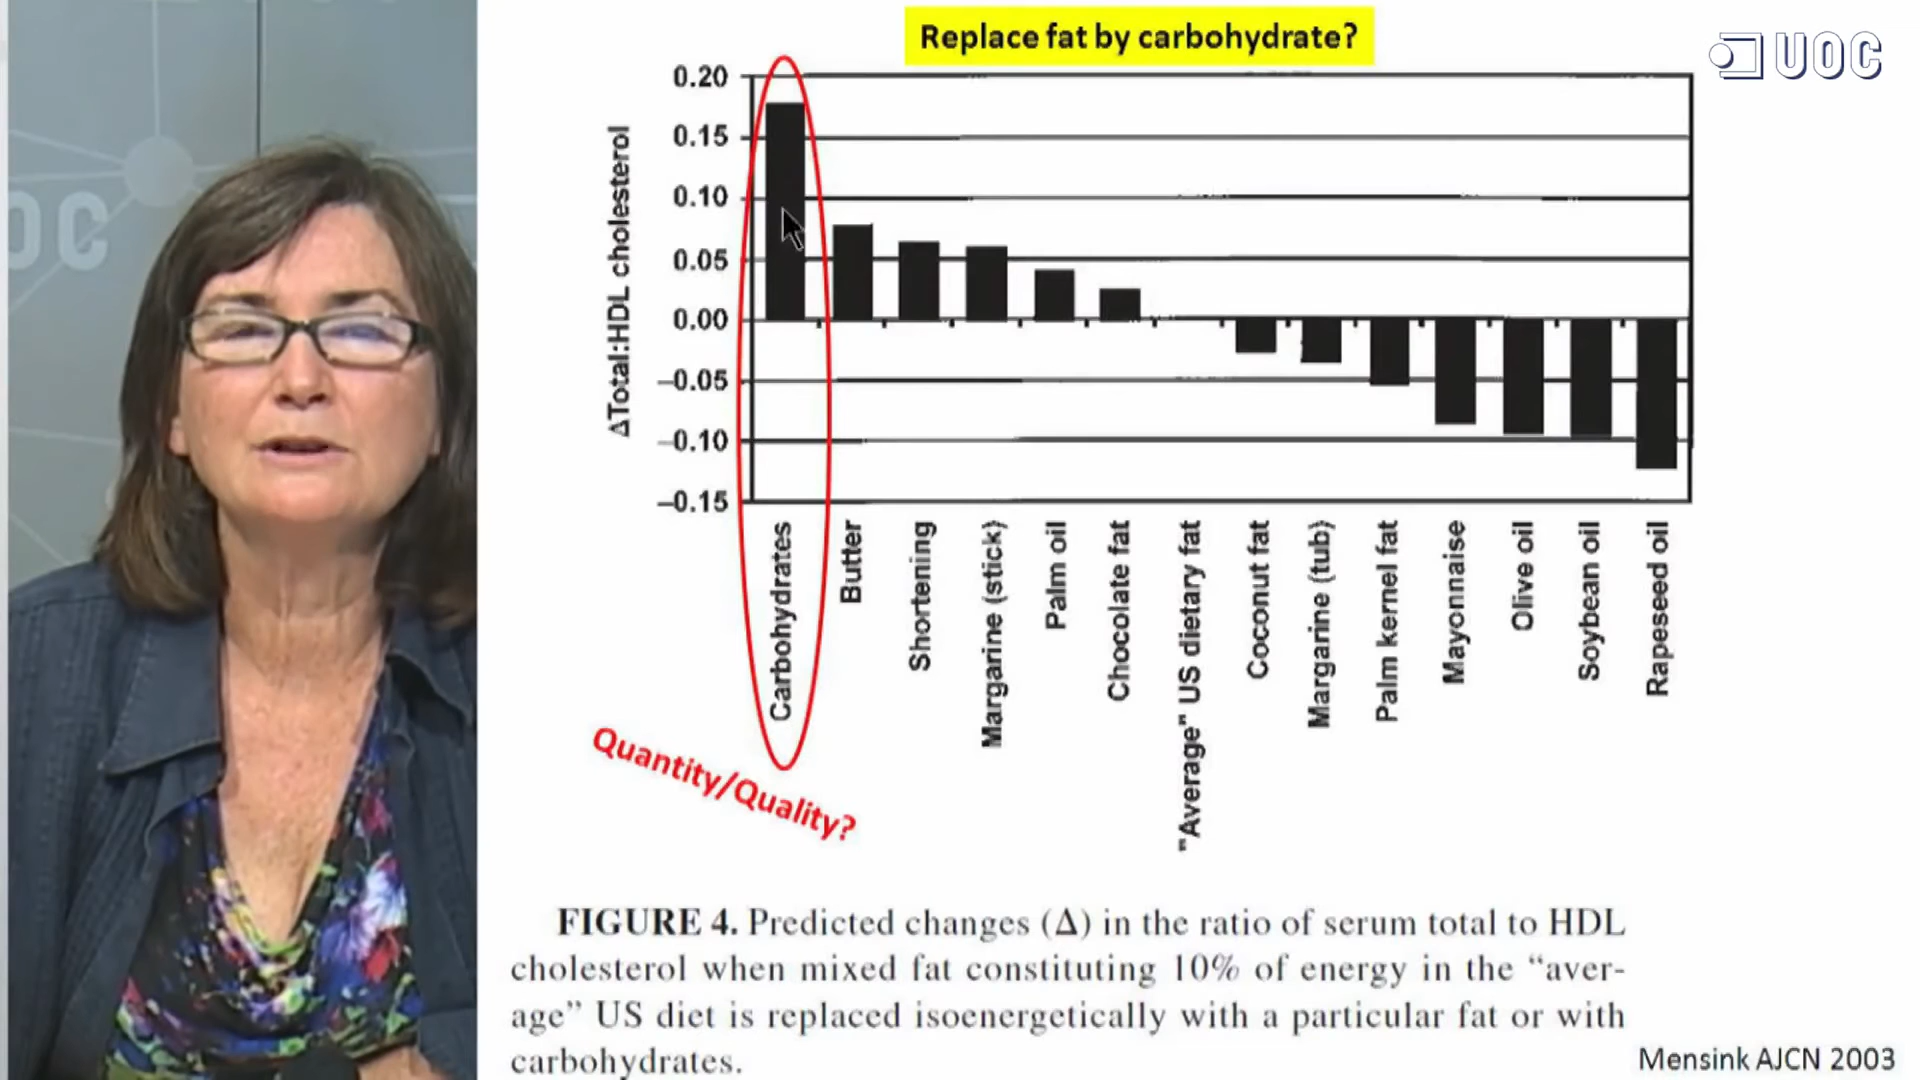 Replace fat by carbohydrate?
UOC
UOC
ΔTotal:HDL cholesterol
0.20
0.15
0.10
0.05
0.00
–0.05
–0.10
–0.15
Carbohydrates
Butter
Shortening
Margarine (stick)
Palm oil
Chocolate fat
"Average" US dietary fat
Coconut fat
Margarine (tub)
Palm kernel fat
Mayonnaise
Olive oil
Soybean oil
Rapeseed oil
Quantity/Quality?
FIGURE 4. Predicted changes (Δ) in the ratio of serum total to HDL
cholesterol when mixed fat constituting 10% of energy in the “aver-
age” US diet is replaced isoenergetically with a particular fat or with
carbohydrates.
Mensink AJCN 2003